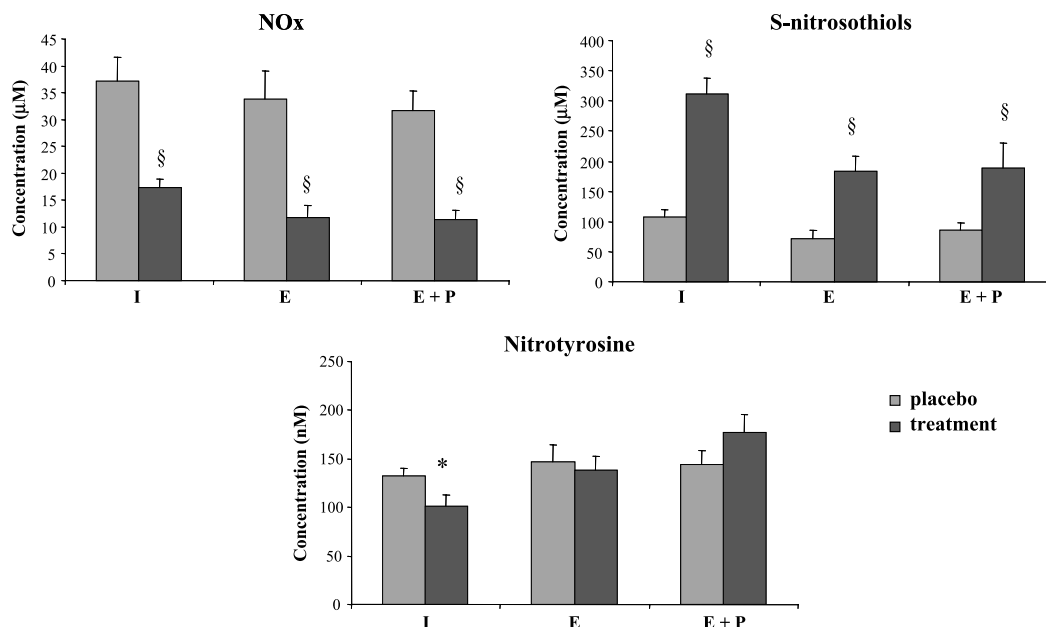 NOx
Concentration (µM)
45
40
35
30
25
20
15
10
5
0
§
§
§
I
E
E + P
S-nitrosothiols
Concentration (µM)
400
350
300
250
200
150
100
50
0
§
§
§
I
E
E + P
Nitrotyrosine
Concentration (nM)
250
200
150
100
50
0
*
I
E
E + P
placebo
treatment